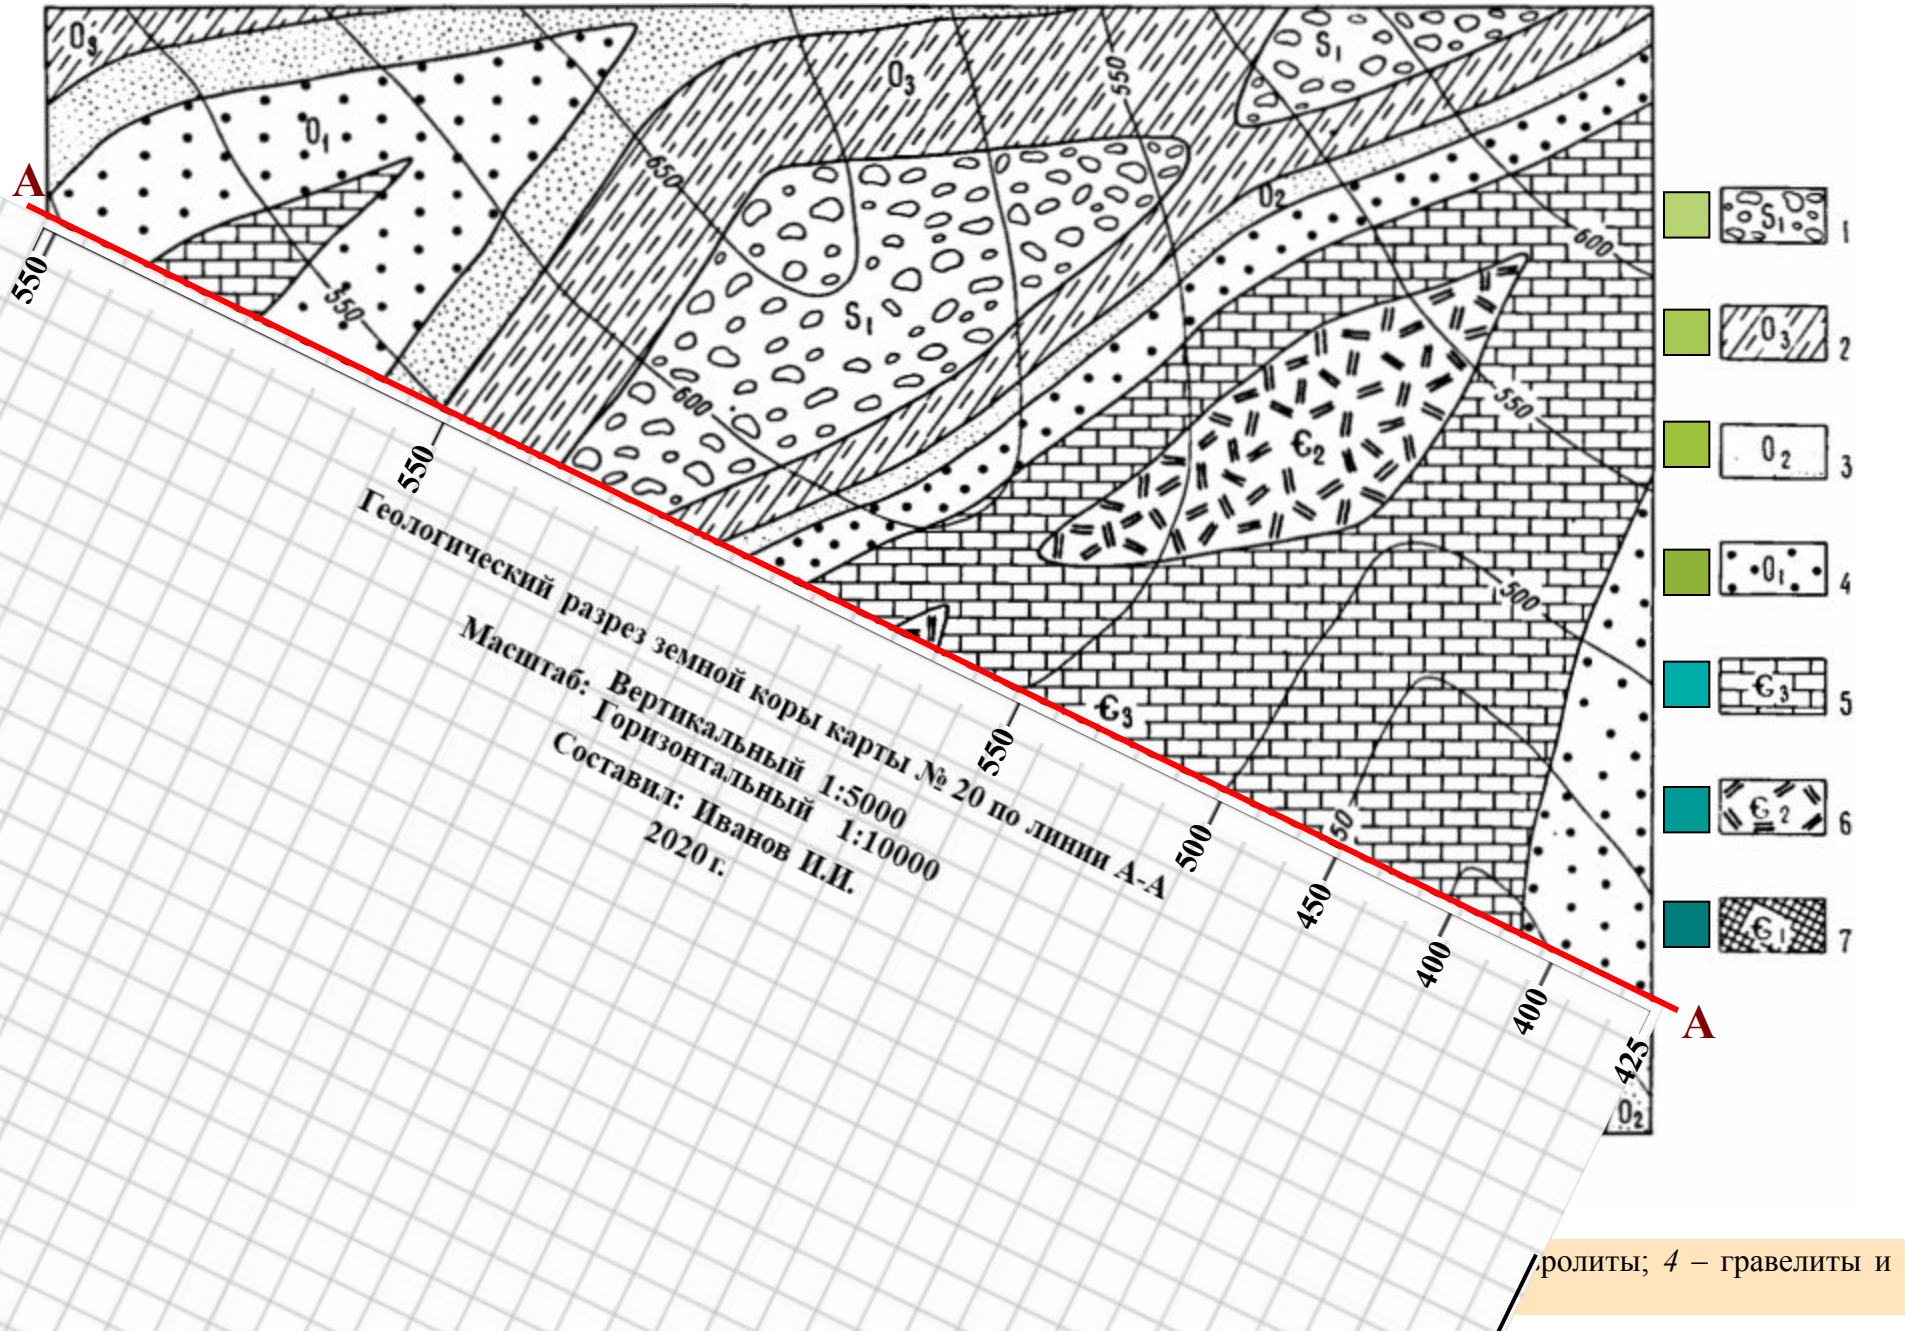 O₃
O₁
O₃
550
S₁
А
650
O₂
600
S₁
1
O₃
2
550
550
S₁
600
Є₂
550
O₂
3
550
500
O₁
4
Є₃
Є₃
5
Є₂
6
Є₁
7
550
50
500
450
400
400
425
А
O₂
Геологический разрез земной коры карты № 20 по линии А-А
Масштаб: Вертикальный 1:5000
Горизонтальный 1:10000
Составил: Иванов И.И.
2020 г.
ролиты; 4 – гравелиты и